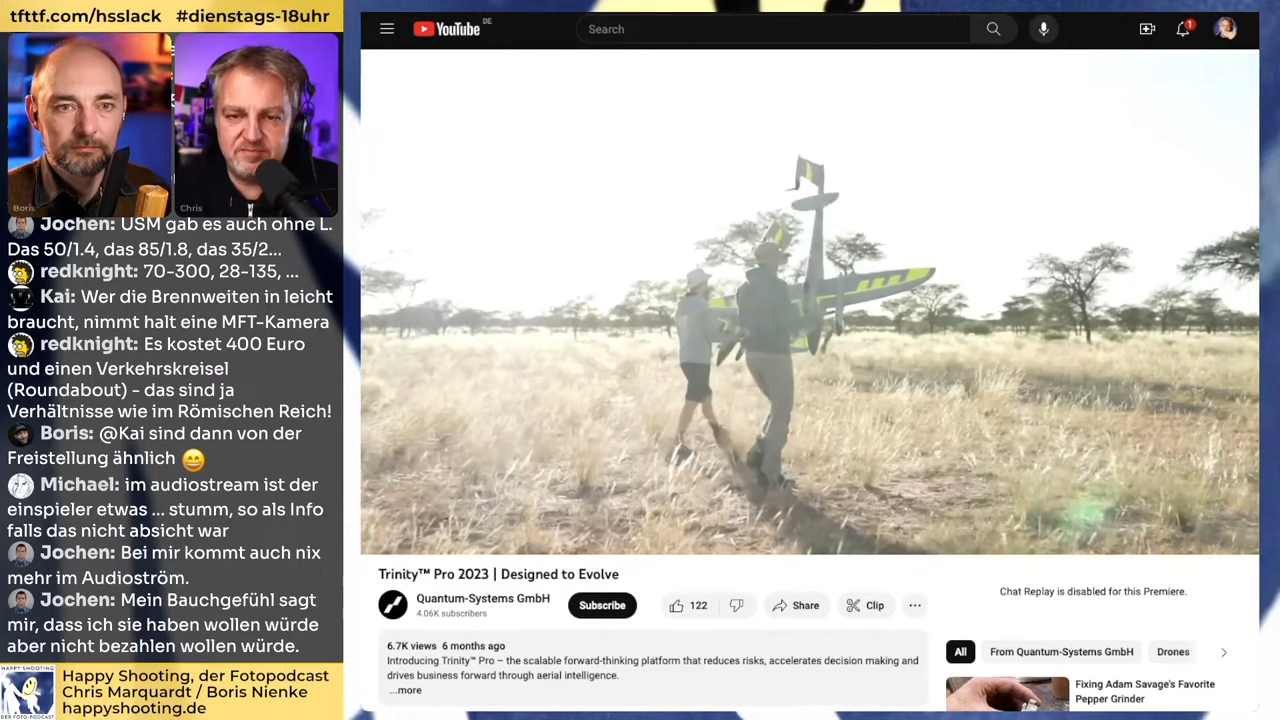 tfttf.com/hsslack #dienstags-18uhr
Boris
Chris
Jochen: USM gab es auch ohne L.
Das 50/1.4, das 85/1.8, das 35/2...
redknight: 70-300, 28-135, ...
Kai: Wer die Brennweiten in leicht
braucht, nimmt halt eine MFT-Kamera
redknight: Es kostet 400 Euro
und einen Verkehrskreisel
(Roundabout) - das sind ja
Verhältnisse wie im Römischen Reich!
Boris: @Kai sind dann von der
Freistellung ähnlich 😄
Michael: im audiostream ist der
einspieler etwas ... stumm, so als Info
falls das nicht absicht war
Jochen: Bei mir kommt auch nix
mehr im Audioström.
Jochen: Mein Bauchgefühl sagt
mir, dass ich sie haben wollen würde
aber nicht bezahlen wollen würde.
HAPPY SHOOTING
DER FOTO-PODCAST
Happy Shooting, der Fotopodcast
Chris Marquardt / Boris Nienke
happyshooting.de
YouTube DE
Search
1
Trinity™ Pro 2023 | Designed to Evolve
Quantum-Systems GmbH
4.06K subscribers
Subscribe
122
Share
Clip
6.7K views 6 months ago
Introducing Trinity™ Pro – the scalable forward-thinking platform that reduces risks, accelerates decision making and
drives business forward through aerial intelligence.
...more
Chat Replay is disabled for this Premiere.
All
From Quantum-Systems GmbH
Drones
Fixing Adam Savage's Favorite
Pepper Grinder